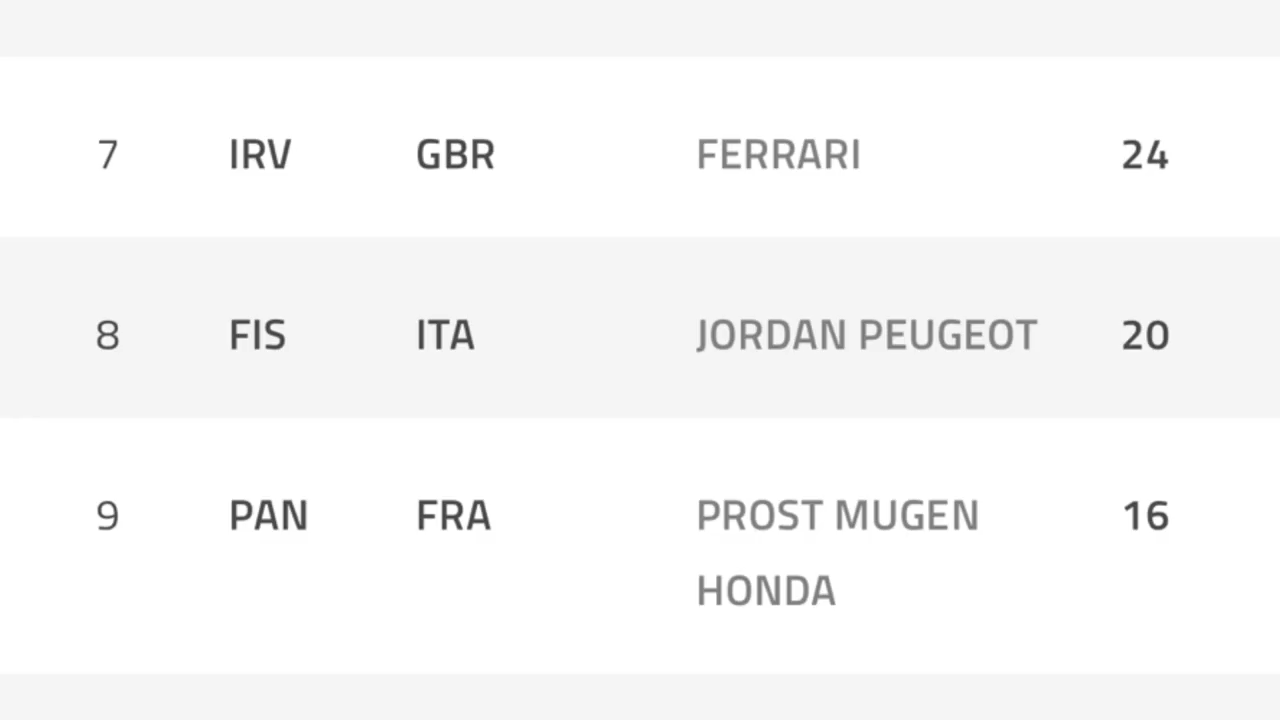 7 IRV GBR FERRARI 24
8 FIS ITA JORDAN PEUGEOT 20
9 PAN FRA PROST MUGEN 16
HONDA